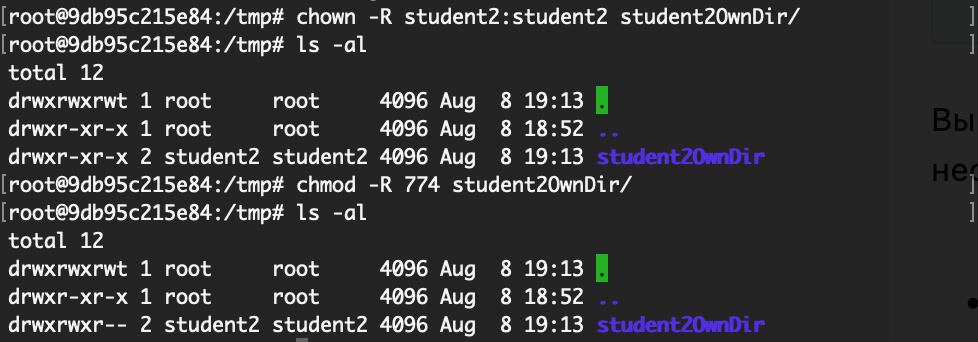 [root@9db95c215e84:/tmp# chown -R student2:student2 student2OwnDir/ ]
[root@9db95c215e84:/tmp# ls -al ]
total 12
drwxrwxrwt 1 root     root     4096 Aug  8 19:13 .
drwxr-xr-x 1 root     root     4096 Aug  8 18:52 ..
drwxr-xr-x 2 student2 student2 4096 Aug  8 19:13 student2OwnDir
[root@9db95c215e84:/tmp# chmod -R 774 student2OwnDir/ ]
[root@9db95c215e84:/tmp# ls -al ]
total 12
drwxrwxrwt 1 root     root     4096 Aug  8 19:13 .
drwxr-xr-x 1 root     root     4096 Aug  8 18:52 ..
drwxrwxr-- 2 student2 student2 4096 Aug  8 19:13 student2OwnDir